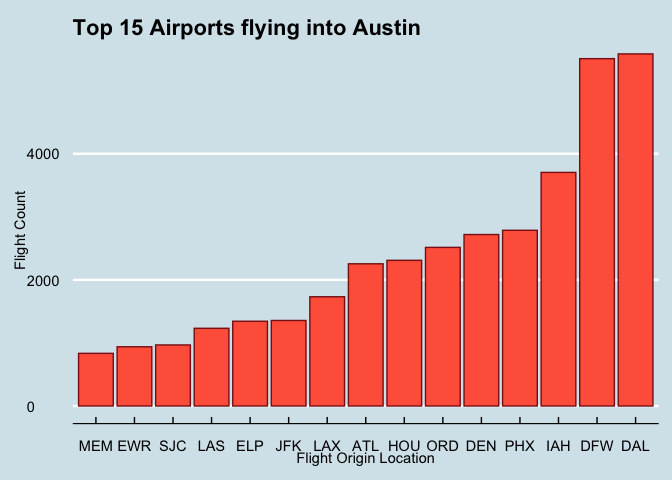 Top 15 Airports flying into Austin
Flight Count
4000
2000
0
MEM EWR SJC LAS ELP JFK LAX ATL HOU ORD DEN PHX IAH DFW DAL
Flight Origin Location